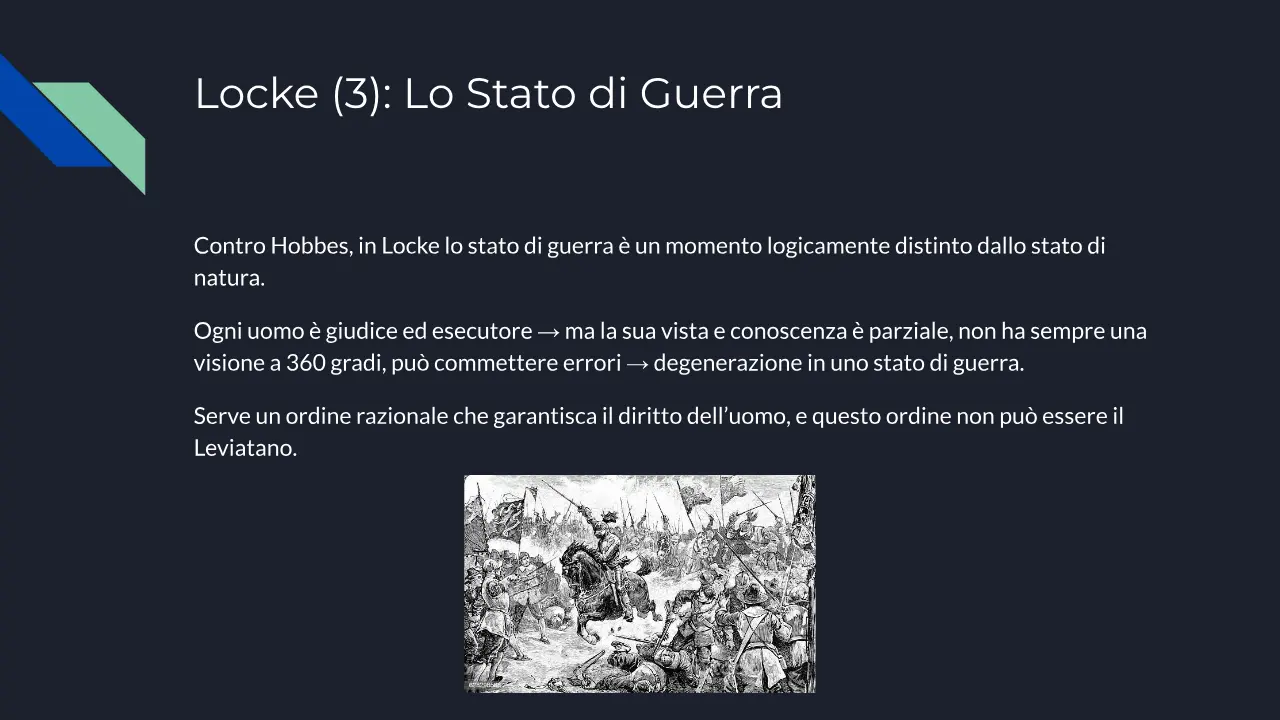 Locke (3): Lo Stato di Guerra
Contro Hobbes, in Locke lo stato di guerra è un momento logicamente distinto dallo stato di
natura.
Ogni uomo è giudice ed esecutore → ma la sua vista e conoscenza è parziale, non ha sempre una
visione a 360 gradi, può commettere errori → degenerazione in uno stato di guerra.
Serve un ordine razionale che garantisca il diritto dell’uomo, e questo ordine non può essere il
Leviatano.